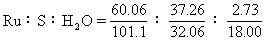 Ru : S : H₂O = 60.06/101.1 : 37.26/32.06 : 2.73/18.00